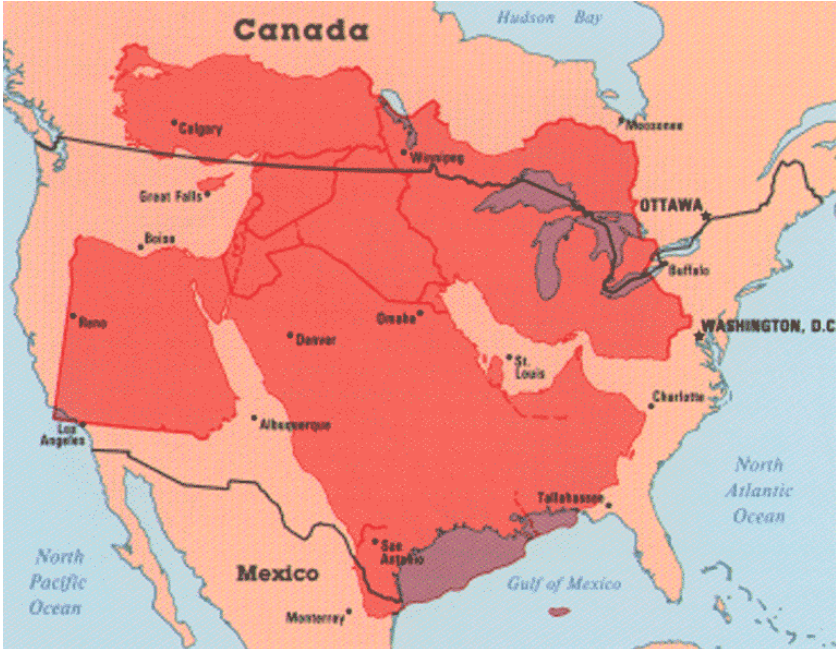 Hudson Bay
Canada
Calgary
Moosonee
Winnipeg
Great Falls
OTTAWA
Boise
Buffalo
Reno
Omaha
WASHINGTON, D.C
Denver
St.
Louis
Charlotte
Los
Angeles
Albuquerque
North
Atlantic
Ocean
Tallahassee
San
Antonio
North
Pacific
Ocean
Mexico
Gulf of Mexico
Monterrey